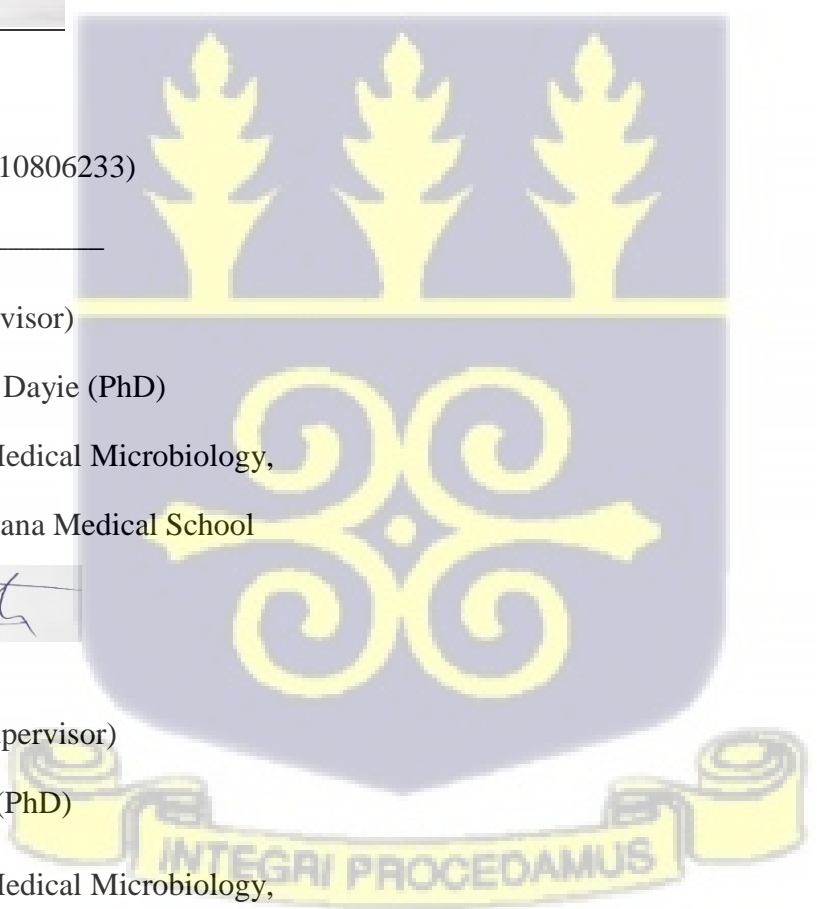 10806233)
visor)
Dayie (PhD)
Medical Microbiology,
ana Medical School
pervisor)
(PhD)
INTEGRI PROCEDAMUS
Medical Microbiology,